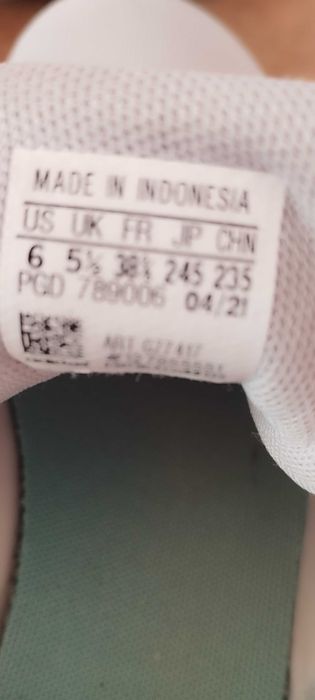 MADE IN INDONESIA
US UK FR JP CHN
6 5½ 38⅔ 245 235
PGD 789006 04/21
ART